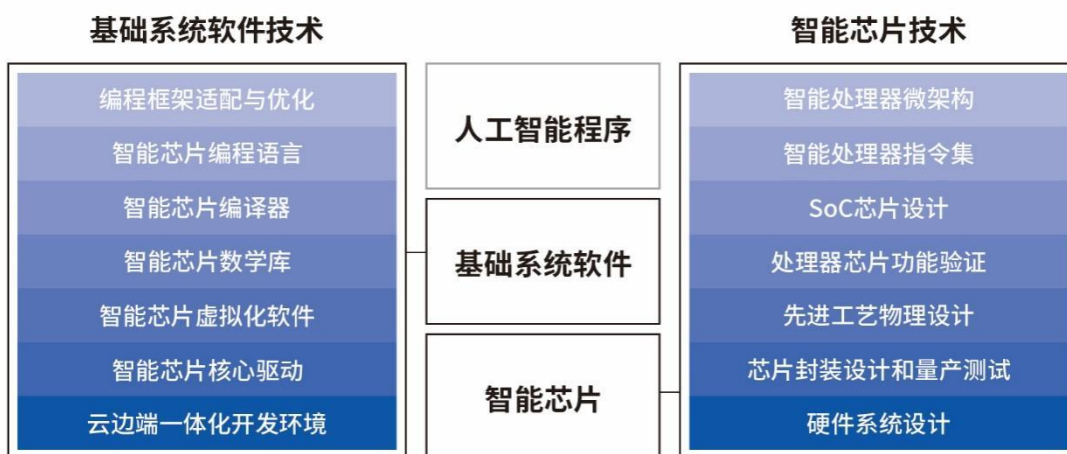 基础系统软件技术
编程框架适配与优化
智能芯片编程语言
智能芯片编译器
智能芯片数学库
智能芯片虚拟化软件
智能芯片核心驱动
云边端一体化开发环境
人工智能程序
基础系统软件
智能芯片
智能芯片技术
智能处理器微架构
智能处理器指令集
SoC芯片设计
处理器芯片功能验证
先进工艺物理设计
芯片封装设计和量产测试
硬件系统设计